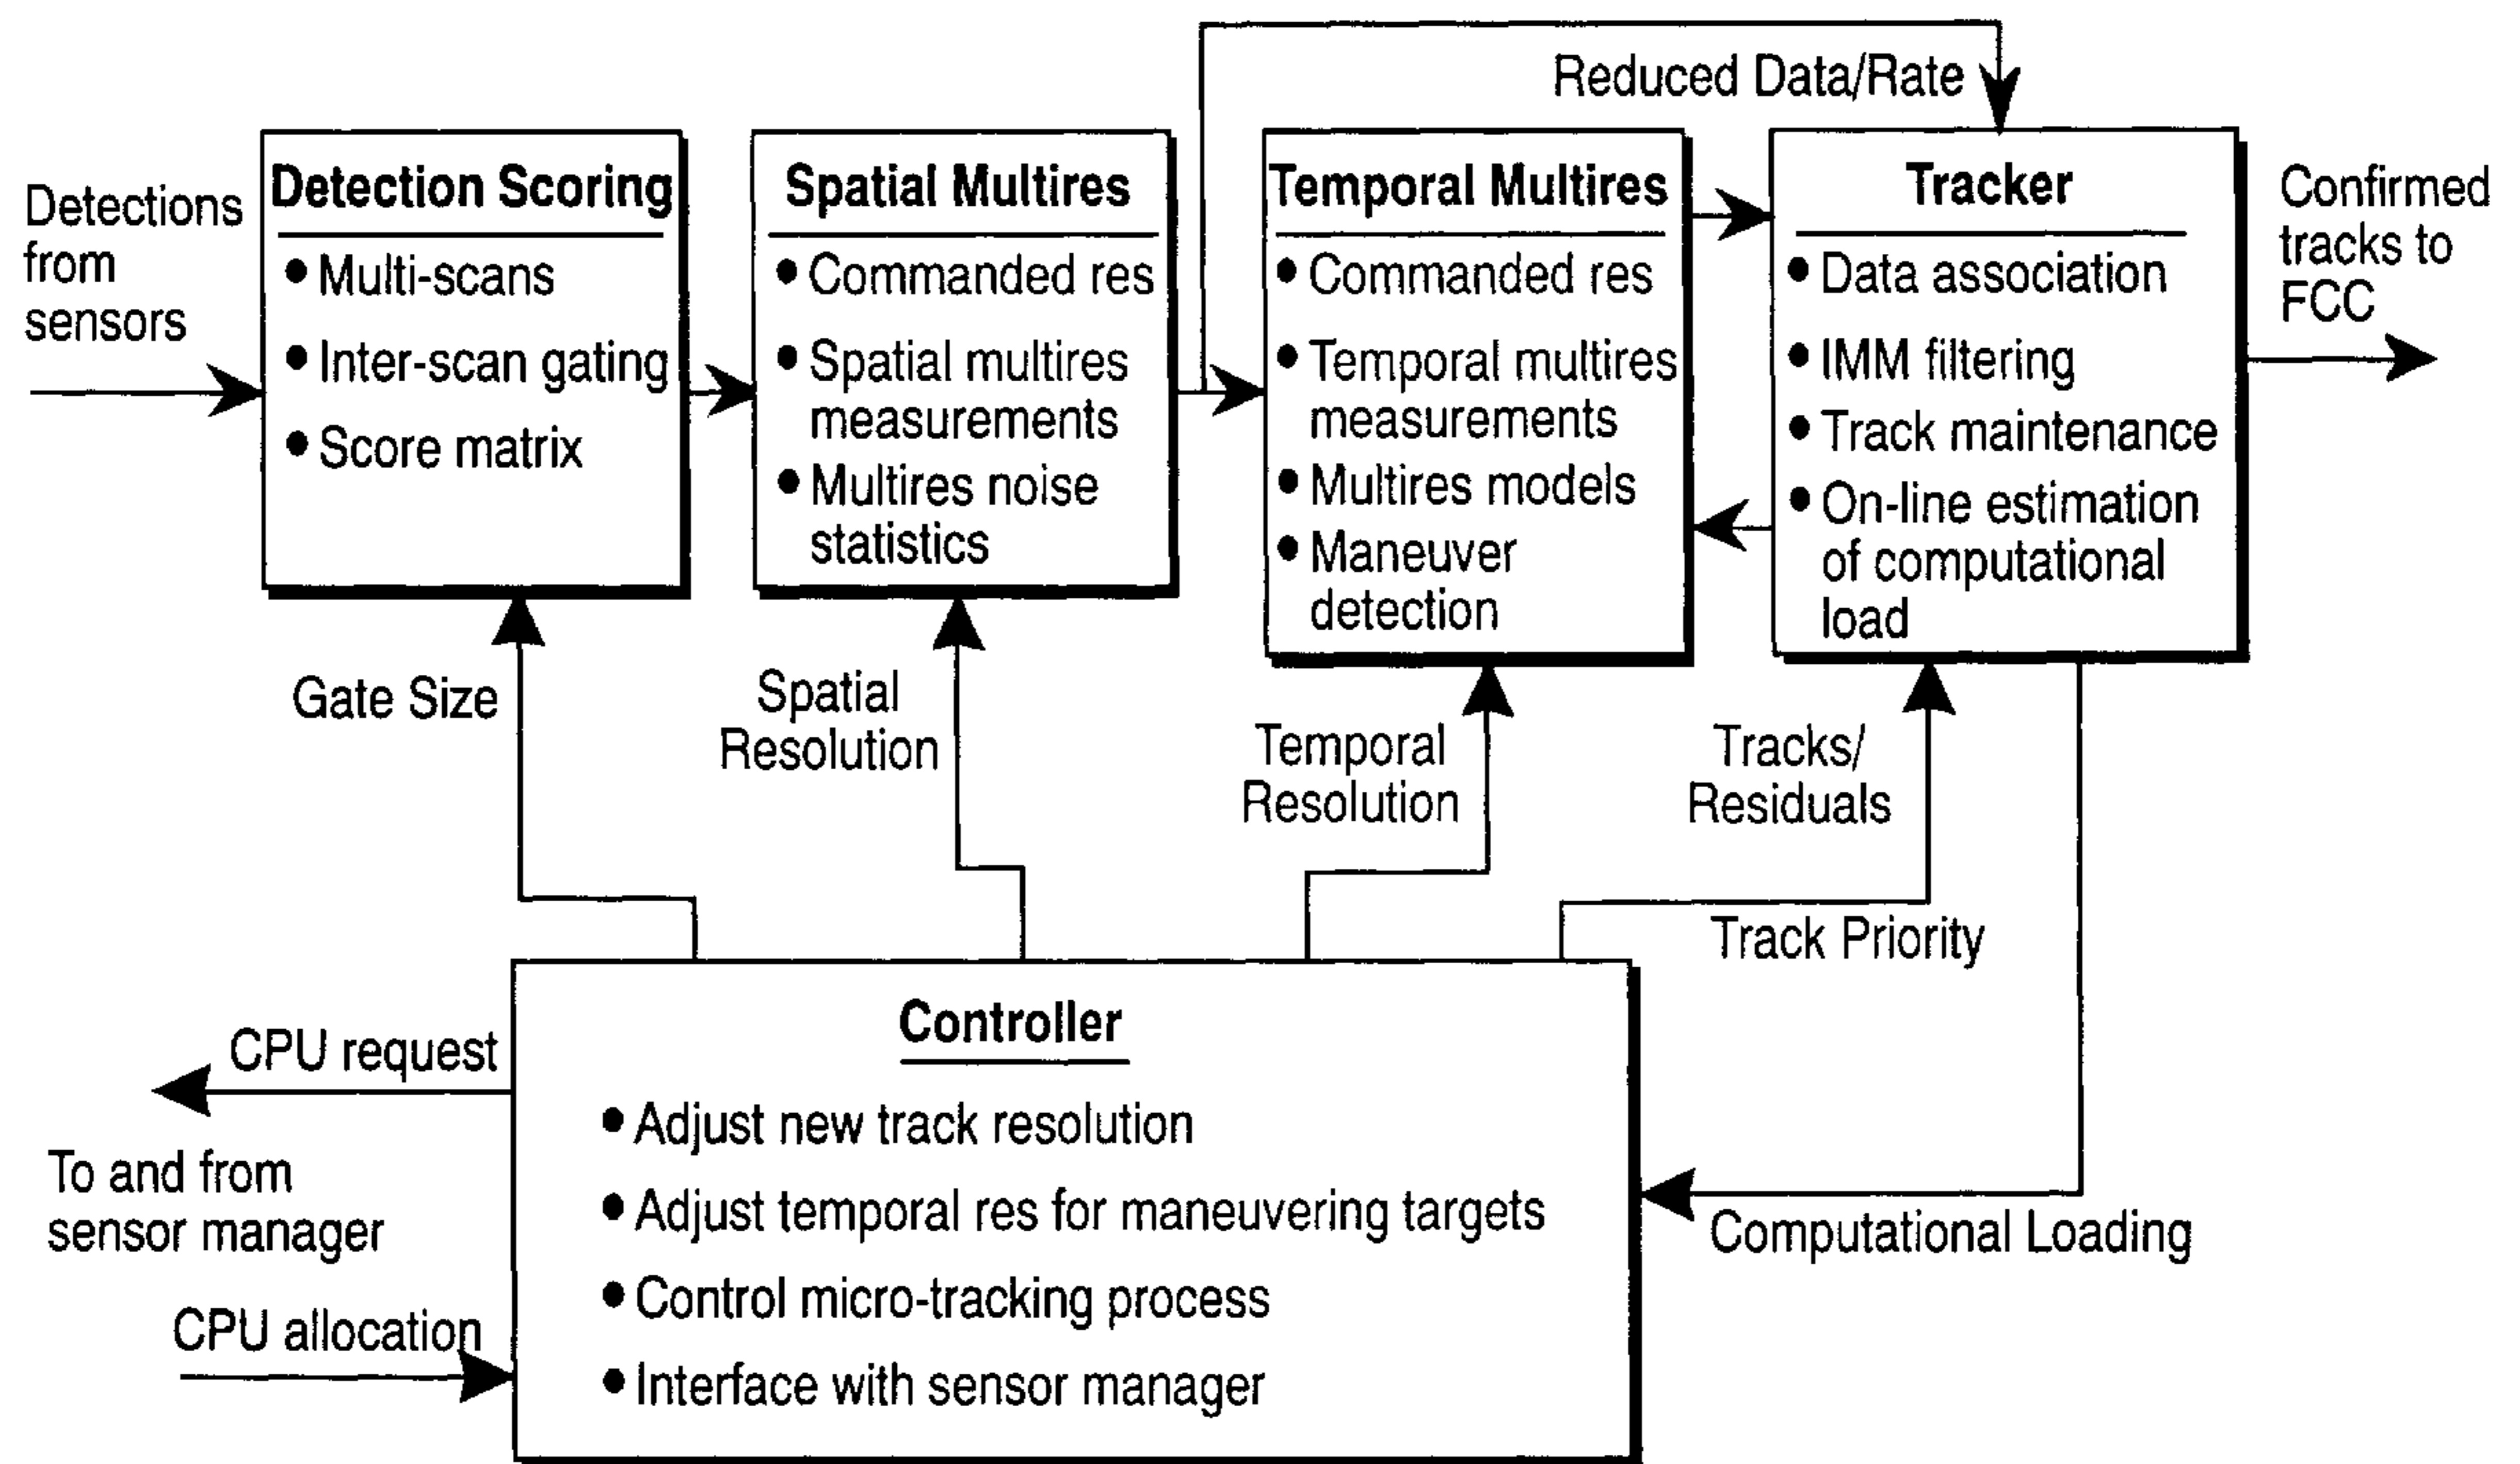 Reduced Data/Rate
Detections
from
sensors
Detection Scoring
● Multi-scans
● Inter-scan gating
● Score matrix
Spatial Multires
● Commanded res
● Spatial multires
measurements
● Multires noise
statistics
Temporal Multires
● Commanded res
● Temporal multires
measurements
● Multires models
● Maneuver
detection
Tracker
● Data association
● IMM filtering
● Track maintenance
● On-line estimation
of computational
load
Confirmed
tracks to
FCC
Gate Size
Spatial
Resolution
Temporal
Resolution
Tracks/
Residuals
Track Priority
CPU request
To and from
sensor manager
CPU allocation
Controller
● Adjust new track resolution
● Adjust temporal res for maneuvering targets
● Control micro-tracking process
● Interface with sensor manager
Computational Loading